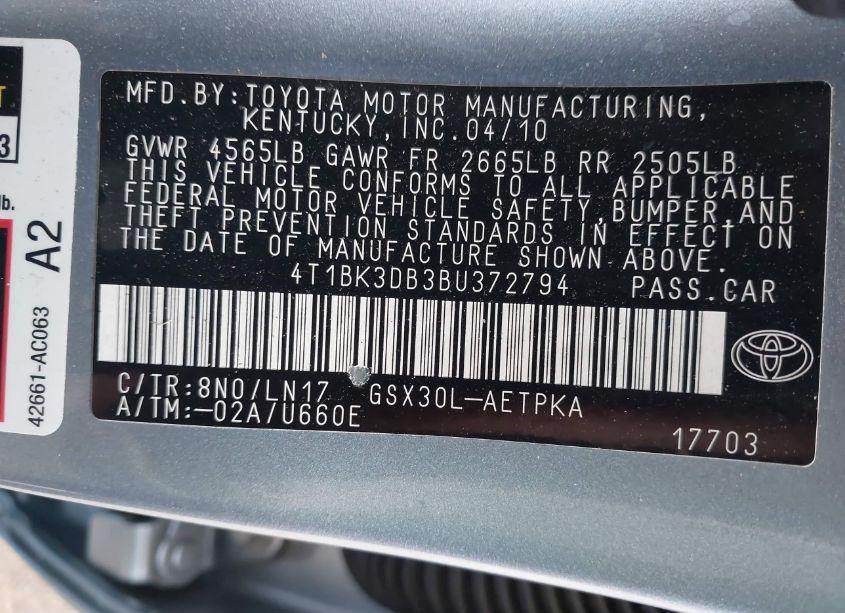 MFD.BY:TOYOTA MOTOR MANUFACTURING,
KENTUCKY,INC.04/10
GVWR 4565LB GAWR FR 2665LB RR 2505LB
THIS VEHICLE CONFORMS TO ALL APPLICABLE
FEDERAL MOTOR VEHICLE SAFETY,BUMPER,AND
THEFT PREVENTION STANDARDS IN EFFECT ON
THE DATE OF MANUFACTURE SHOWN ABOVE.
4T1BK3DB3BU372794 PASS.CAR
C/TR:8N0/LN17 GSX30L-AETPKA
A/TM:-02A/U660E
17703
3
lb.
A2
42661-AC063